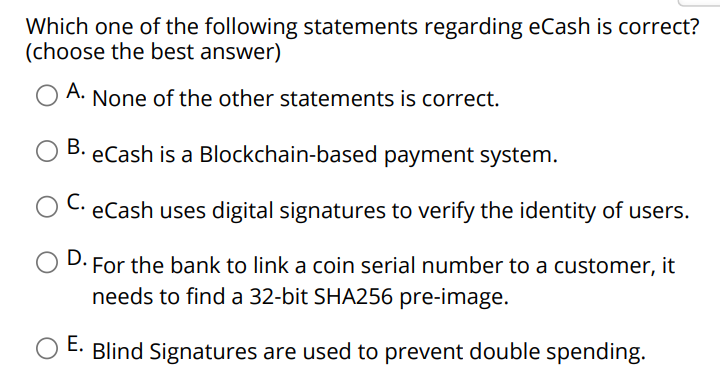 Which one of the following statements regarding eCash is correct?
(choose the best answer)
A. None of the other statements is correct.
B. eCash is a Blockchain-based payment system.
C. eCash uses digital signatures to verify the identity of users.
D. For the bank to link a coin serial number to a customer, it
needs to find a 32-bit SHA256 pre-image.
E. Blind Signatures are used to prevent double spending.